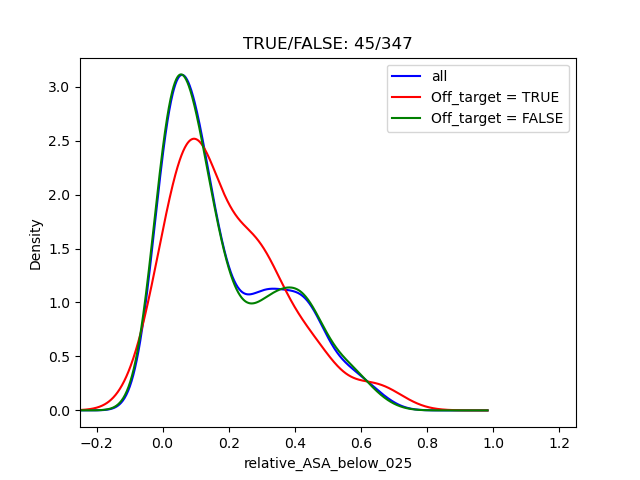 TRUE/FALSE: 45/347
all
Off_target = TRUE
Off_target = FALSE
Density
3.0
2.5
2.0
1.5
1.0
0.5
0.0
−0.2 0.0 0.2 0.4 0.6 0.8 1.0 1.2
relative_ASA_below_025